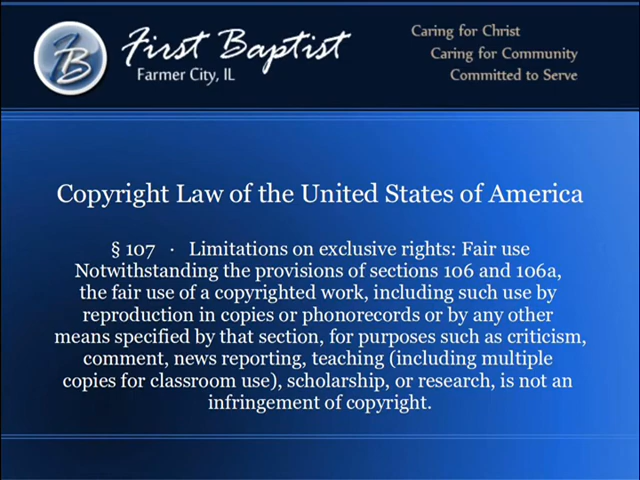 FB
First Baptist
Farmer City, IL
Caring for Christ
Caring for Community
Committed to Serve
Copyright Law of the United States of America
§ 107 · Limitations on exclusive rights: Fair use
Notwithstanding the provisions of sections 106 and 106a,
the fair use of a copyrighted work, including such use by
reproduction in copies or phonorecords or by any other
means specified by that section, for purposes such as criticism,
comment, news reporting, teaching (including multiple
copies for classroom use), scholarship, or research, is not an
infringement of copyright.